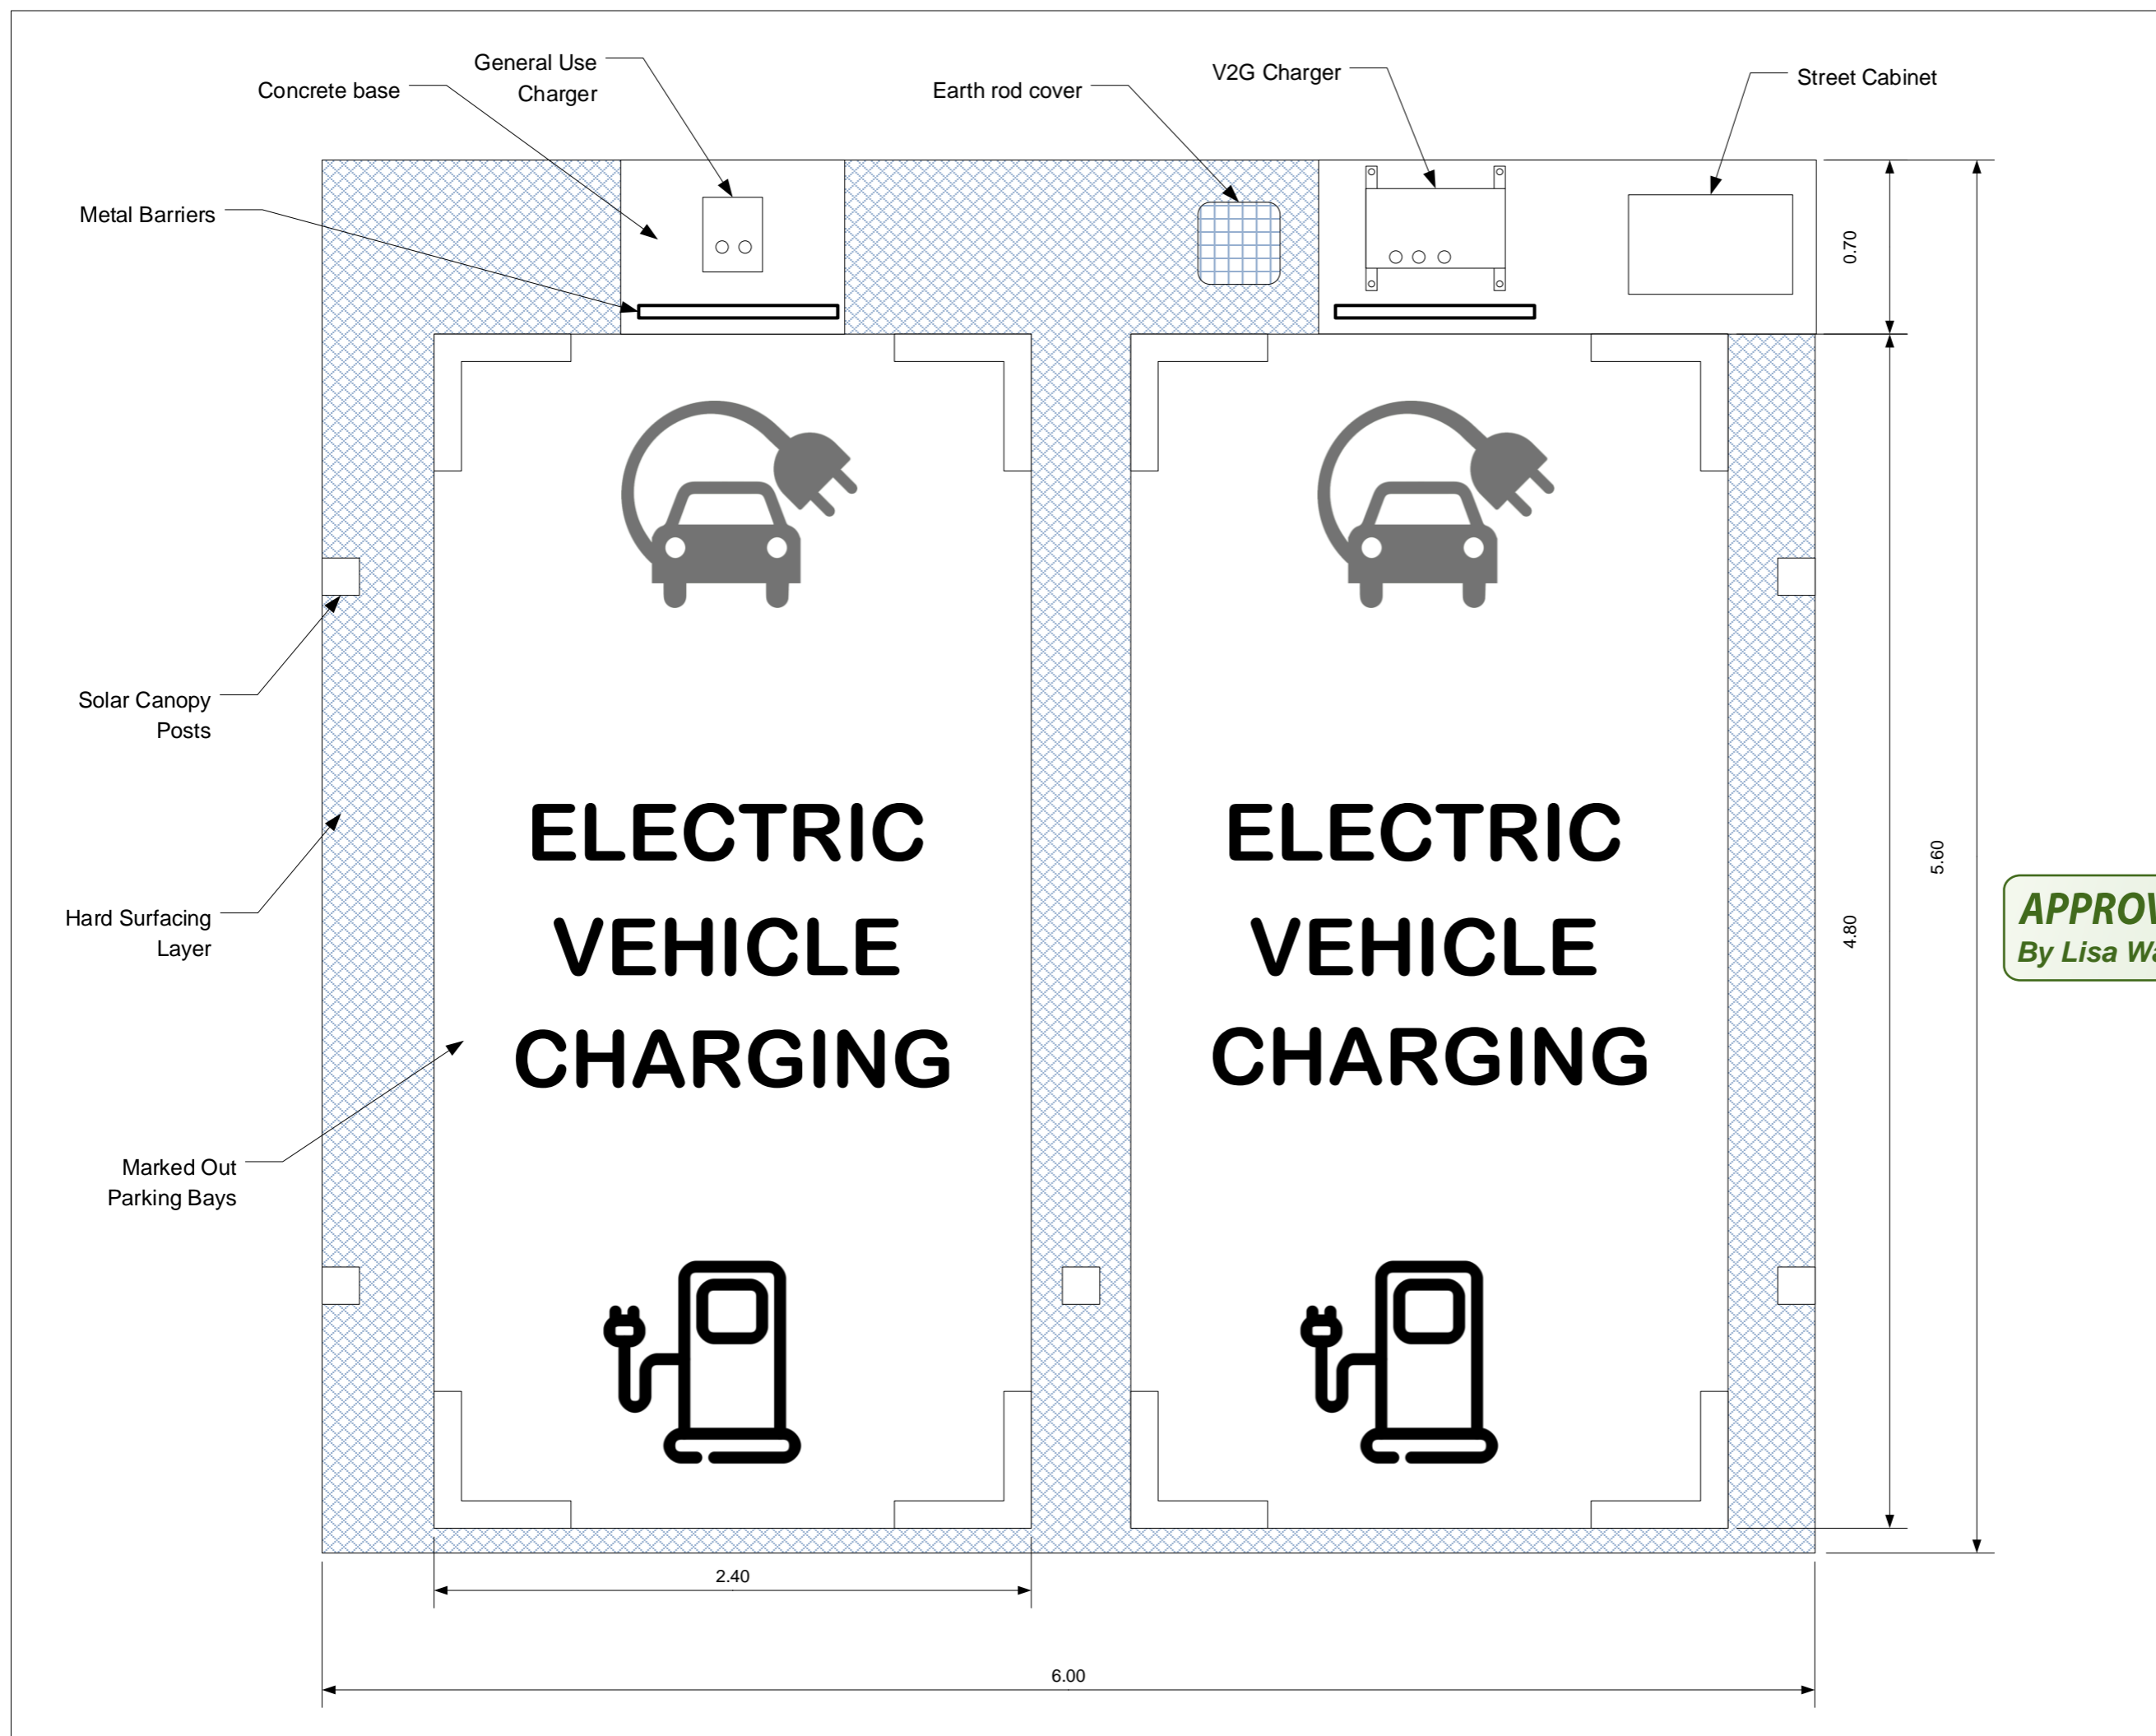 General Use
Charger
Concrete base
Earth rod cover
V2G Charger
Street Cabinet
Metal Barriers
0.70
Solar Canopy
Posts
Hard Surfacing
Layer
Marked Out
Parking Bays
ELECTRIC
VEHICLE
CHARGING
ELECTRIC
VEHICLE
CHARGING
4.80
5.60
By Lisa
2.40
6.00